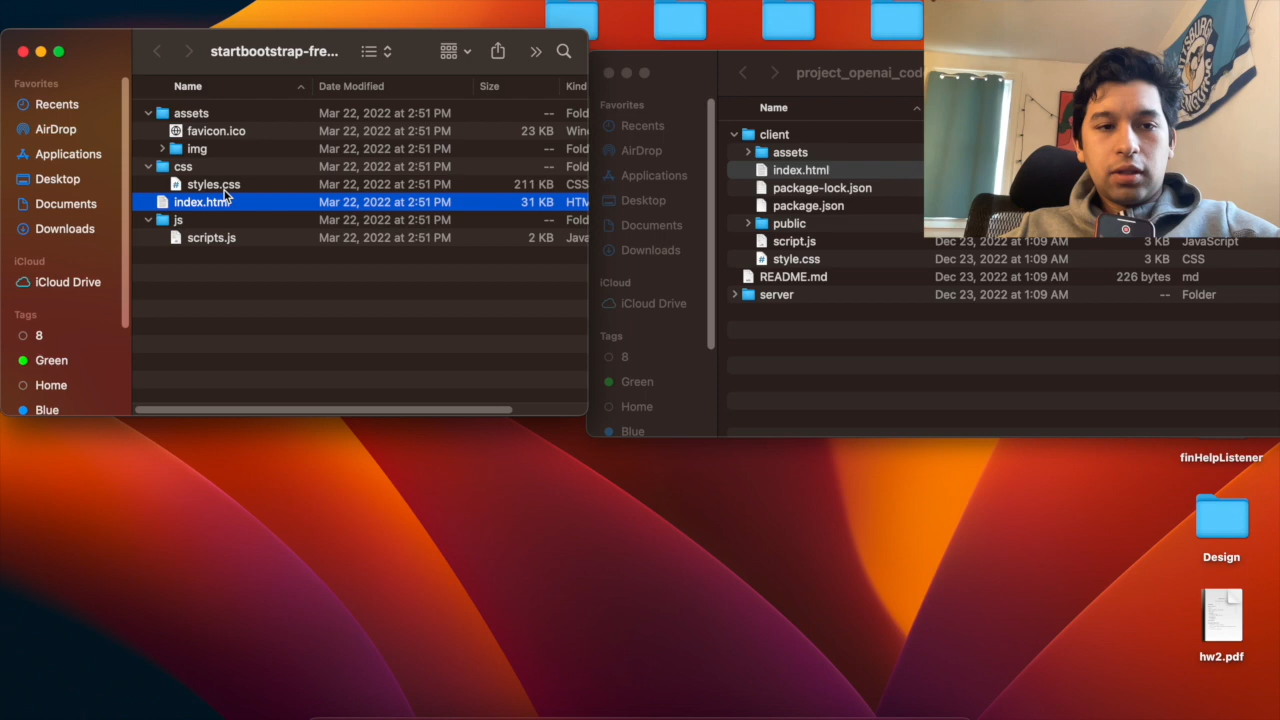 startbootstrap-fre...
Name Date Modified Size Kind
Favorites
Recents
AirDrop
Applications
Desktop
Documents
Downloads
iCloud
iCloud Drive
Tags
8
Green
Home
Blue
assets Mar 22, 2022 at 2:51 PM -- Fold
favicon.ico Mar 22, 2022 at 2:51 PM 23 KB Wind
img Mar 22, 2022 at 2:51 PM -- Fold
css Mar 22, 2022 at 2:51 PM -- Fold
styles.css Mar 22, 2022 at 2:51 PM 211 KB CSS
index.html Mar 22, 2022 at 2:51 PM 31 KB HTM
js Mar 22, 2022 at 2:51 PM -- Fold
scripts.js Mar 22, 2022 at 2:51 PM 2 KB Java
project_openai_cod
Name
Favorites
Recents
AirDrop
Applications
Desktop
Documents
Downloads
iCloud
iCloud Drive
Tags
8
Green
Home
Blue
client
assets
index.html
package-lock.json
package.json
public
script.js Dec 23, 2022 at 1:09 AM 3 KB JavaScript
style.css Dec 23, 2022 at 1:09 AM 3 KB CSS
README.md Dec 23, 2022 at 1:09 AM 226 bytes md
server Dec 23, 2022 at 1:09 AM -- Folder
PITTSBURGH
PENGUINS
finHelpListener
Design
hw2.pdf